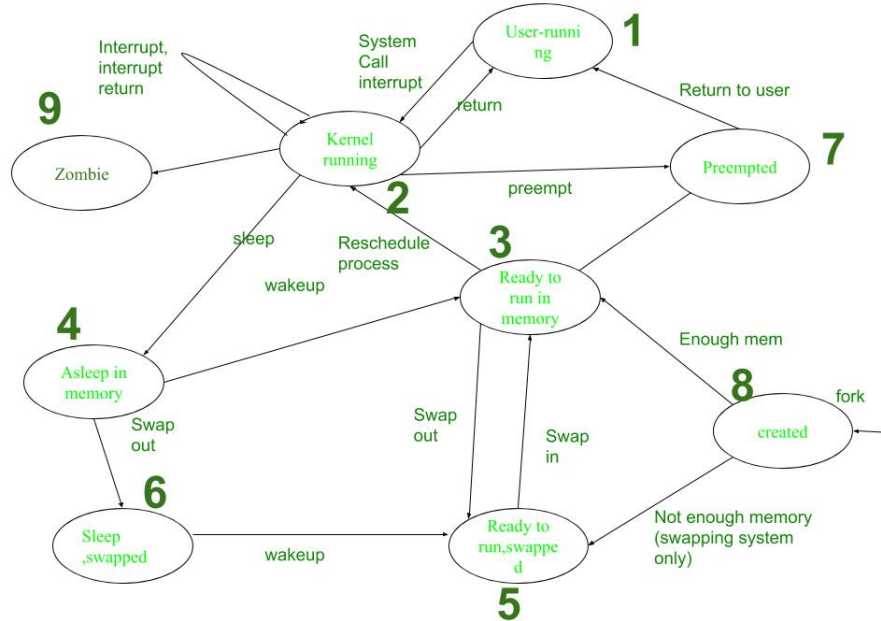 User-runni
ng
1
System
Call
interrupt
Interrupt,
interrupt
return
return
Return to user
9
Kernel
running
Zombie
2
preempt
Preempted
7
sleep
Reschedule
process
3
wakeup
Ready to
run in
memory
4
Asleep in
memory
Enough mem
8
fork
created
Swap
out
Swap
out
Swap
in
6
Sleep
,swapped
wakeup
Ready to
run,swappe
d
5
Not enough memory
(swapping system
only)